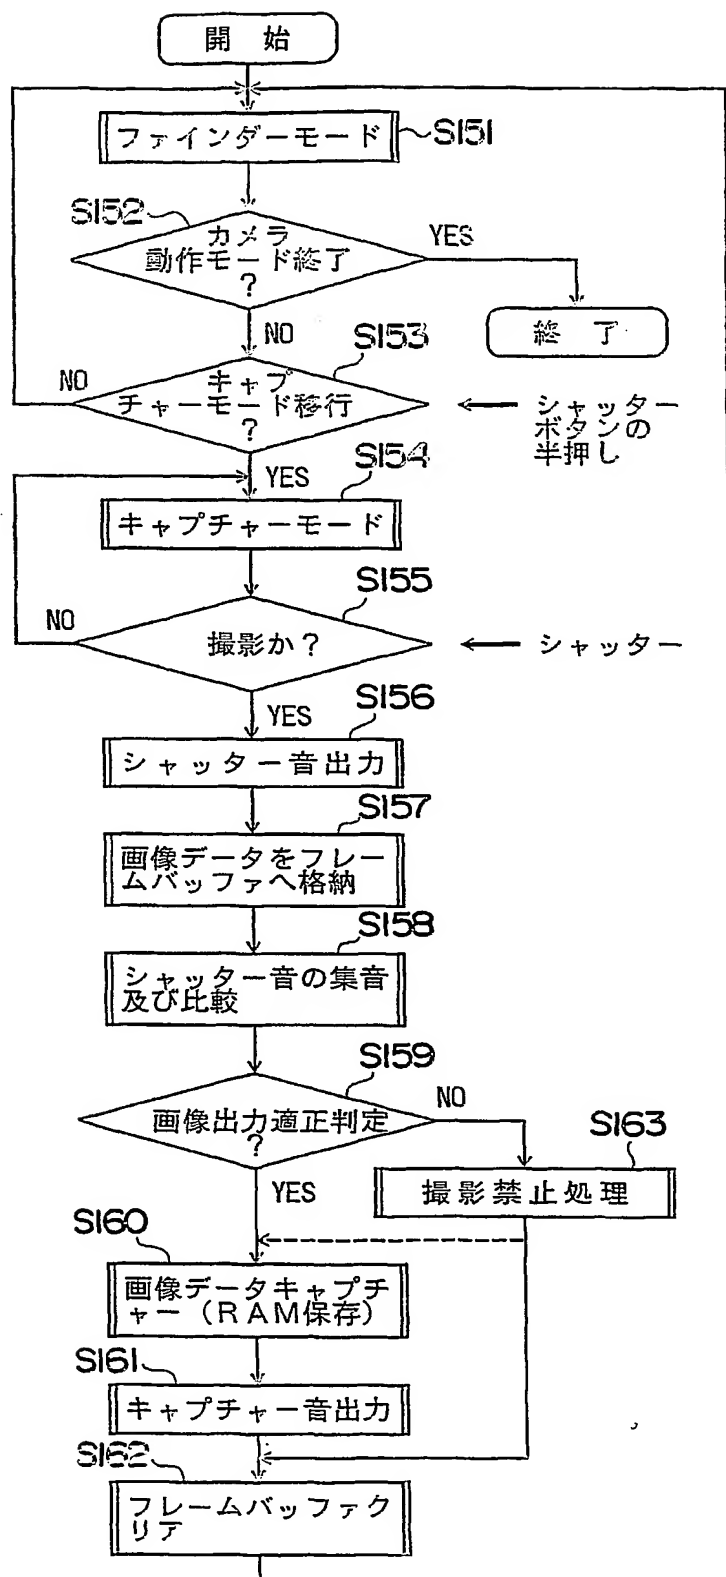 開　始
ファインダーモード
S151
S152
カメラ
動作モード終了
?
YES
終　了
NO
S153
NO
キャプ
チャーモード移行
?
シャッター
ボタンの
半押し
YES
S154
キャプチャーモード
S155
NO
撮影か？
シャッター
YES
S156
シャッター音出力
S157
画像データをフレー
ムバッファへ格納
S158
シャッター音の集音
及び比較
S159
画像出力適正判定
?
NO
S163
撮影禁止処理
YES
S160
画像データキャプチ
ャー（RAM保存）
S161
キャプチャー音出力
S162
フレームバッファク
リア